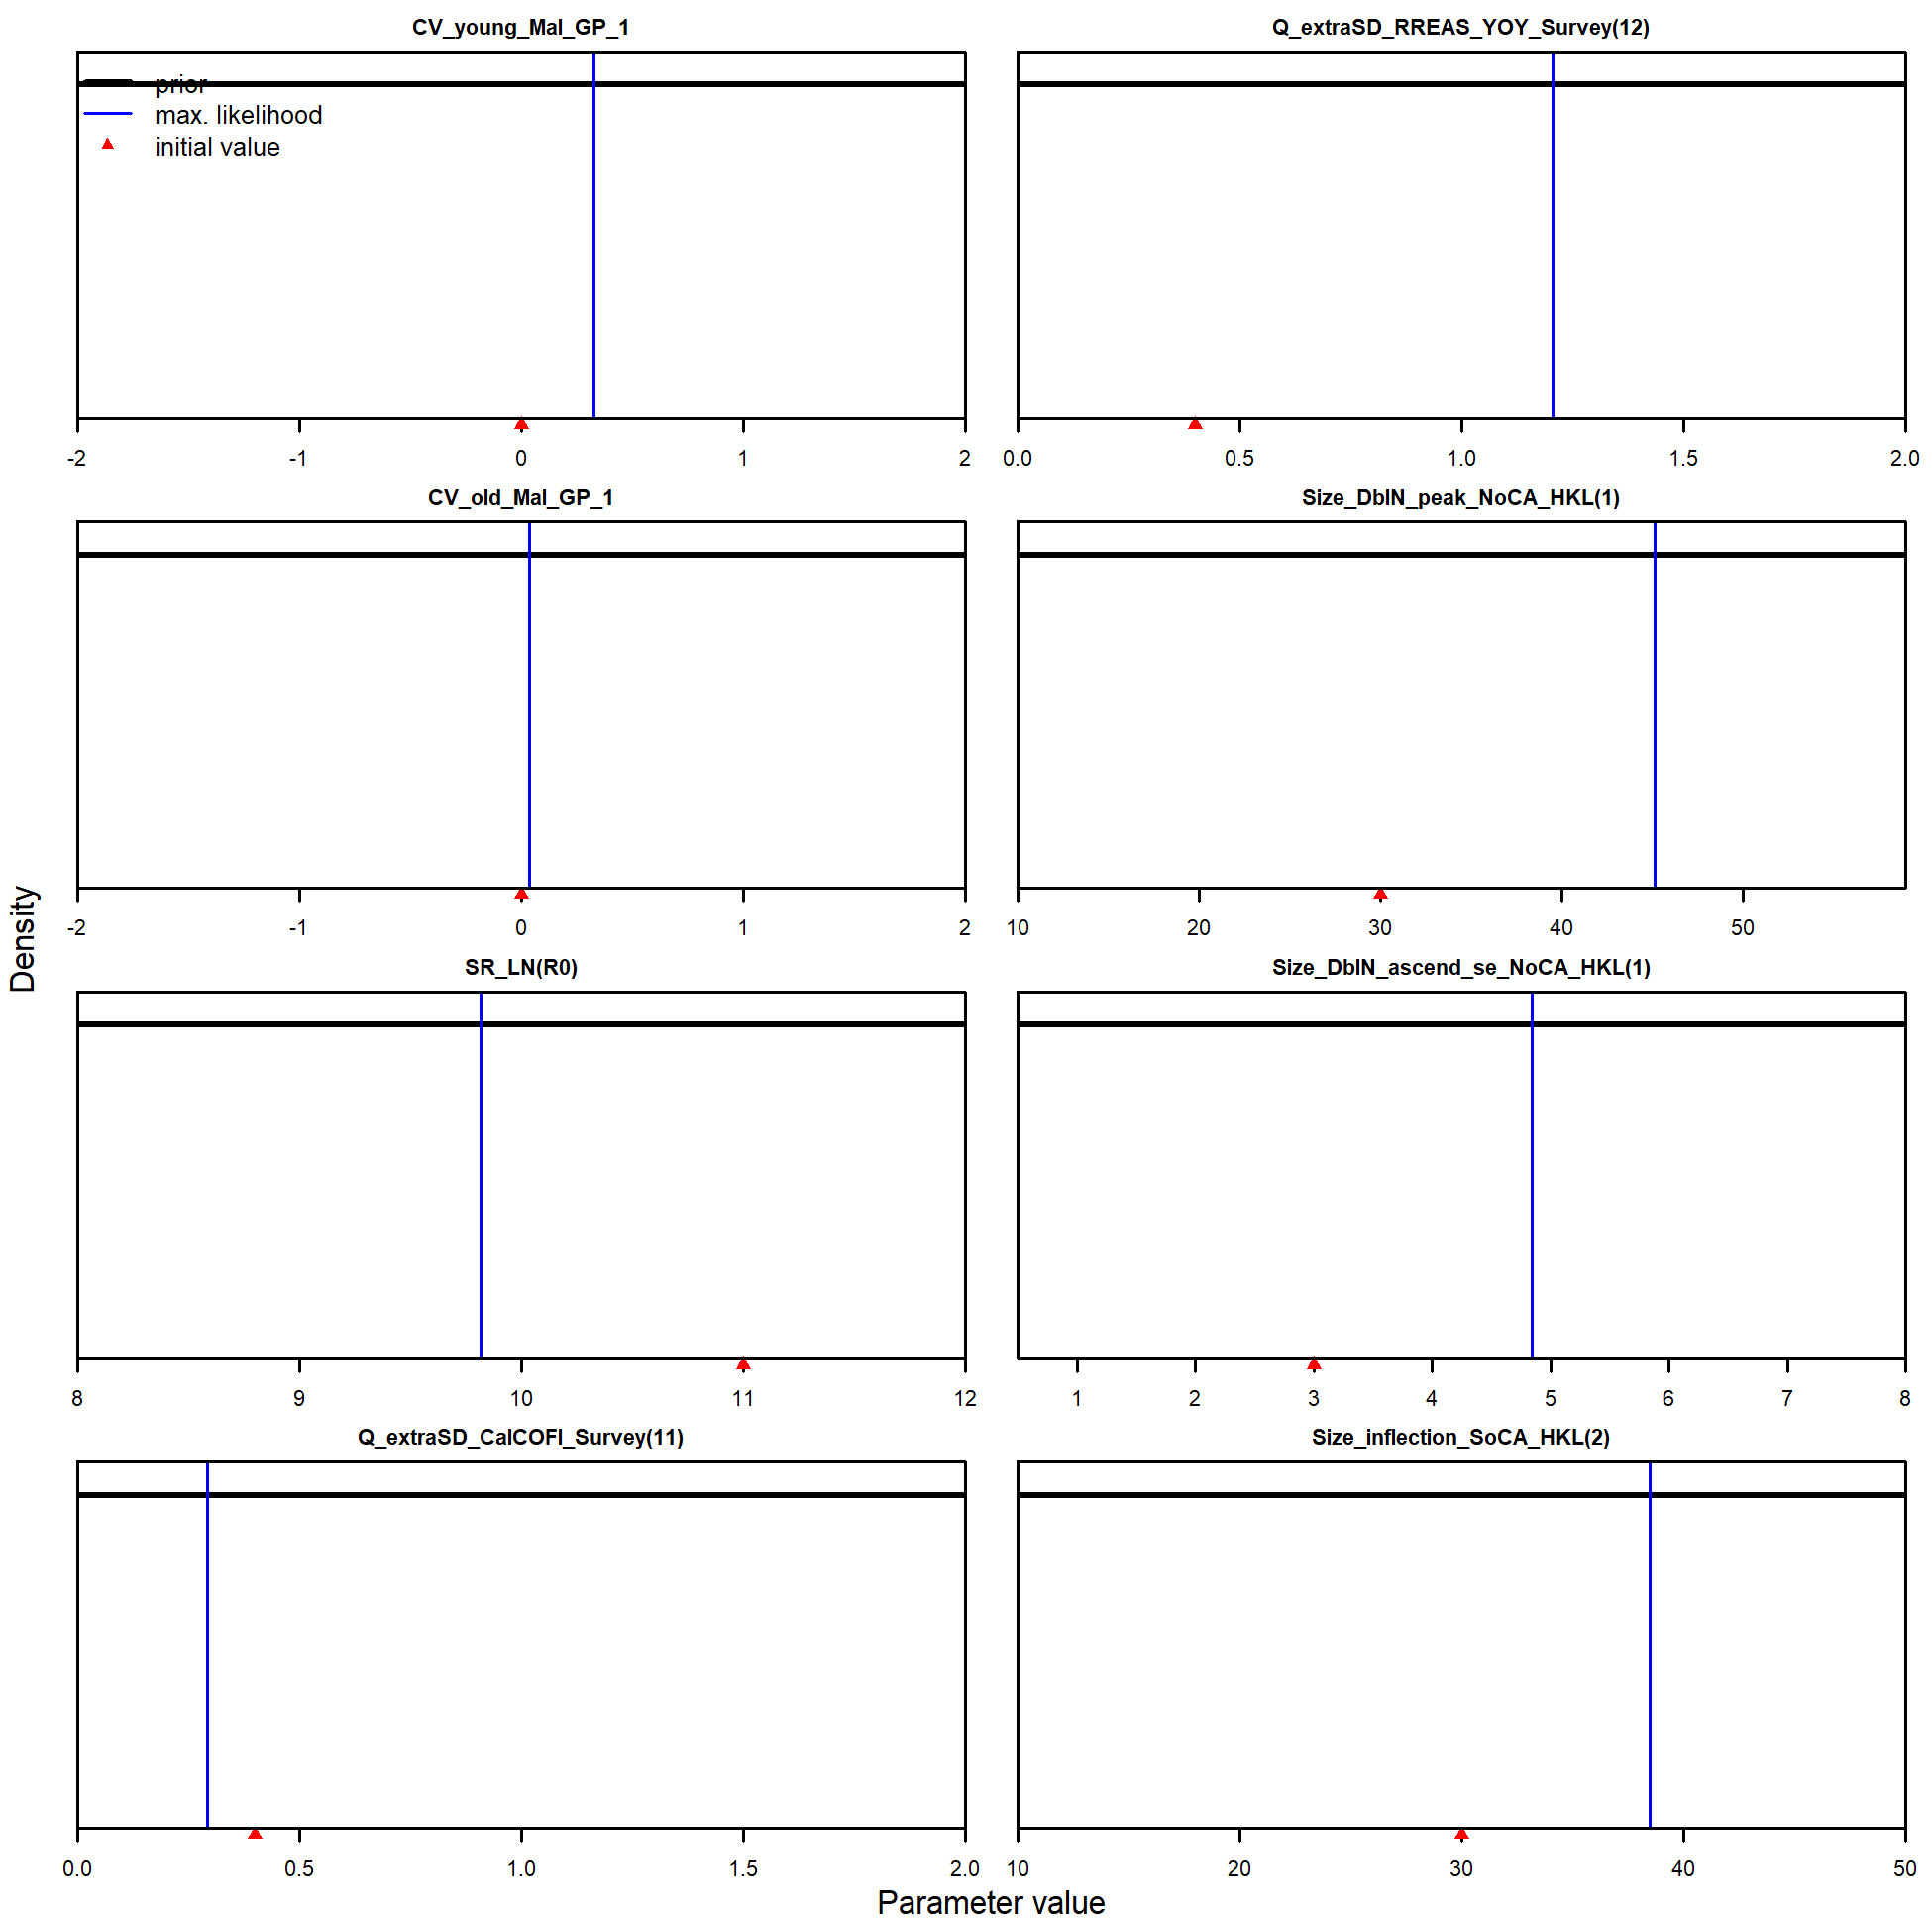 CV_young_Mal_GP_1
prior
max. likelihood
initial value
-2 -1 0 1 2
Q_extraSD_RREAS_YOY_Survey(12)
0.0 0.5 1.0 1.5 2.0
CV_old_Mal_GP_1
-2 -1 0 1 2
Size_DblN_peak_NoCA_HKL(1)
10 20 30 40 50
SR_LN(R0)
8 9 10 11 12
Size_DblN_ascend_se_NoCA_HKL(1)
1 2 3 4 5 6 7 8
Q_extraSD_CalCOFI_Survey(11)
0.0 0.5 1.0 1.5 2.0
Size_inflection_SoCA_HKL(2)
10 20 30 40 50
Density
Parameter value